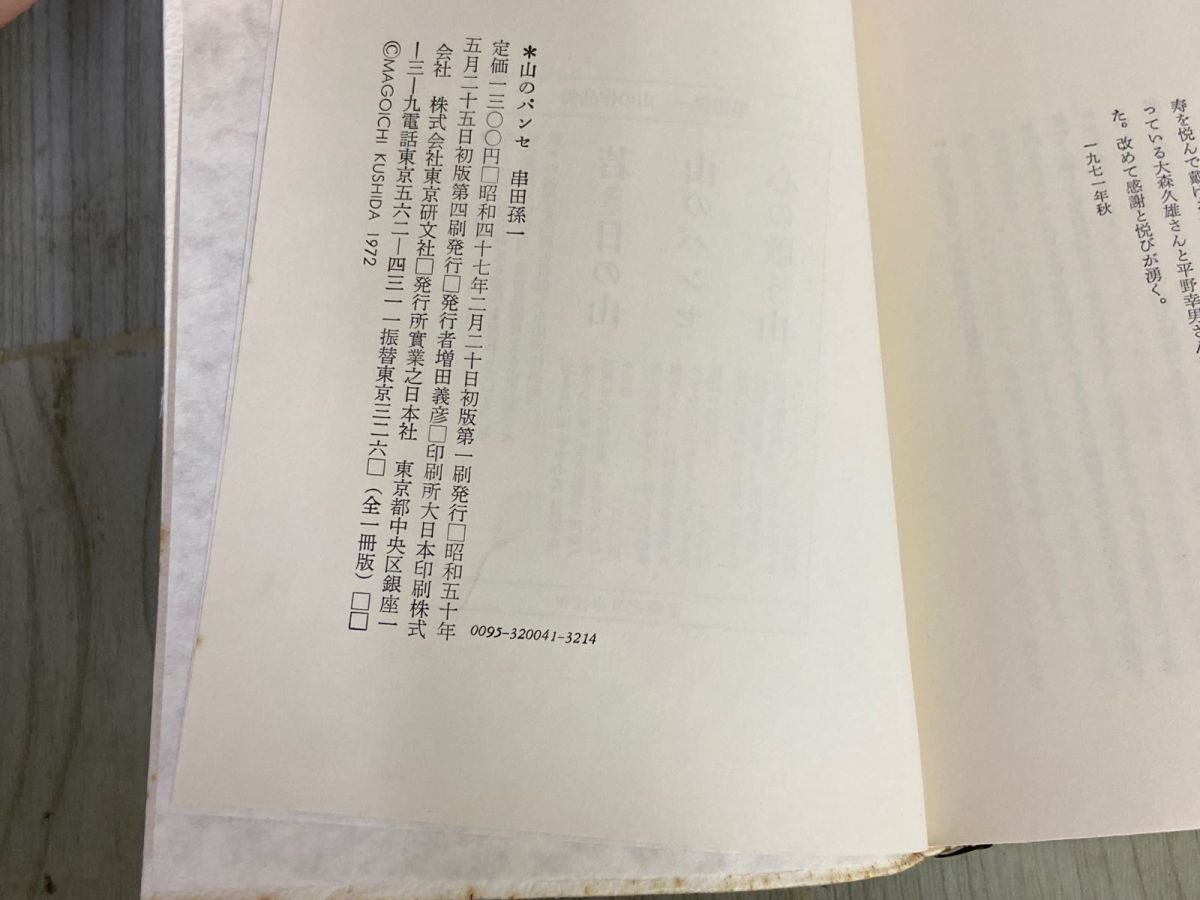 寿を悦んで戴け
っている大森久雄さんと平野幸男さん
た。改めて感謝と悦びが湧く。
一九七一年秋
＊山のパンセ　串田孫一
定価一三〇〇円□昭和四十七年二月二十日初版第一刷発行□昭和五十年
五月二十五日初版第四刷発行□発行者増田義彦□印刷所大日本印刷株式
会社　株式会社東京研文社□発行所實業之日本社　東京都中央区銀座一
ー三ー九電話東京五六二ー四三一一振替東京三二六□（全一冊版）□□
©MAGOICHI KUSHIDA 1972
0095-320041-3214